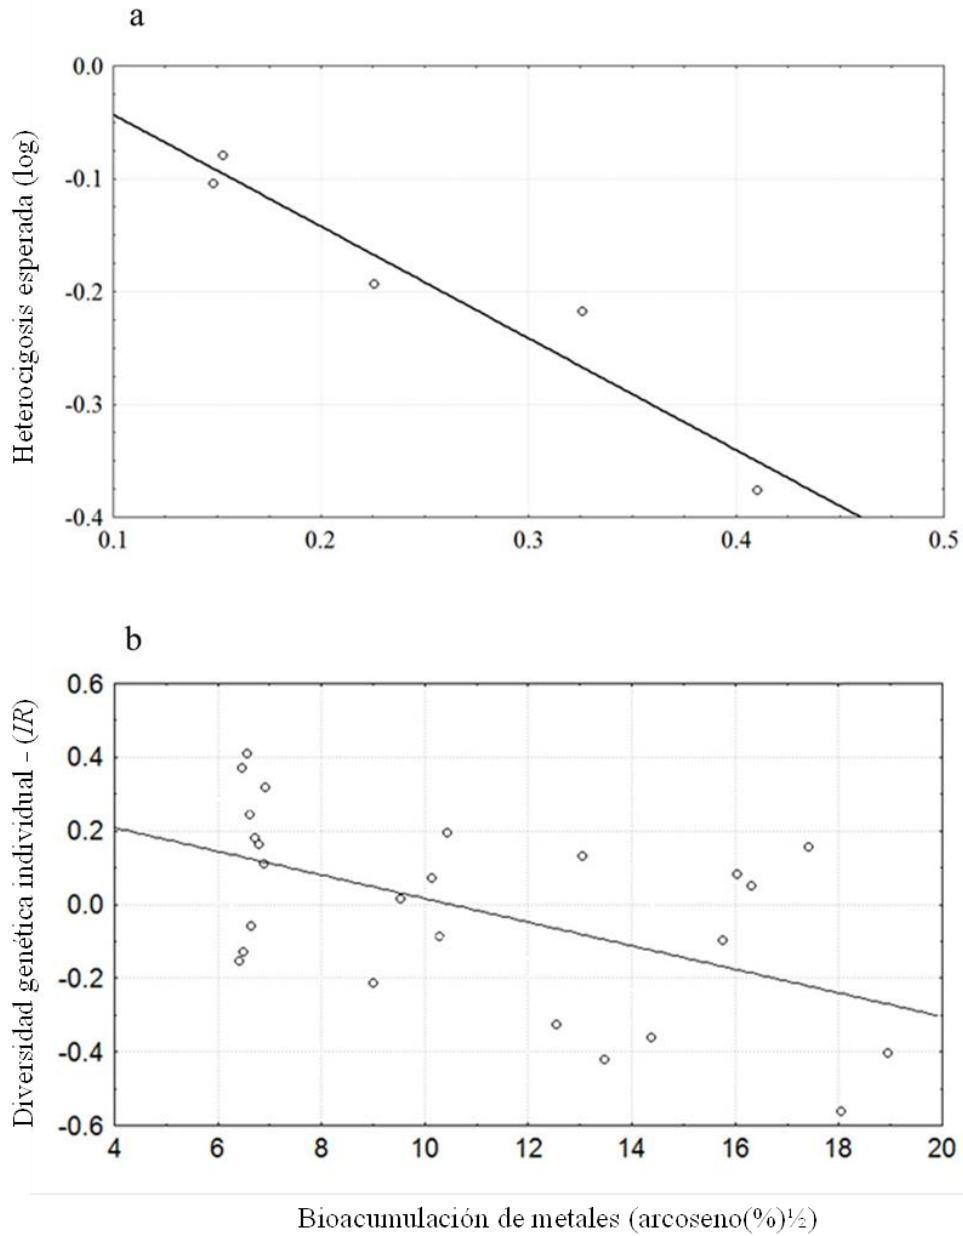 a
Heterocigosis esperada (log)
0.0
-0.1
-0.2
-0.3
-0.4
0.1 0.2 0.3 0.4 0.5
b
Diversidad genética individual - (IR)
0.6
0.4
0.2
0.0
-0.2
-0.4
-0.6
4 6 8 10 12 14 16 18 20
Bioacumulación de metales (arcoseno(%)½)